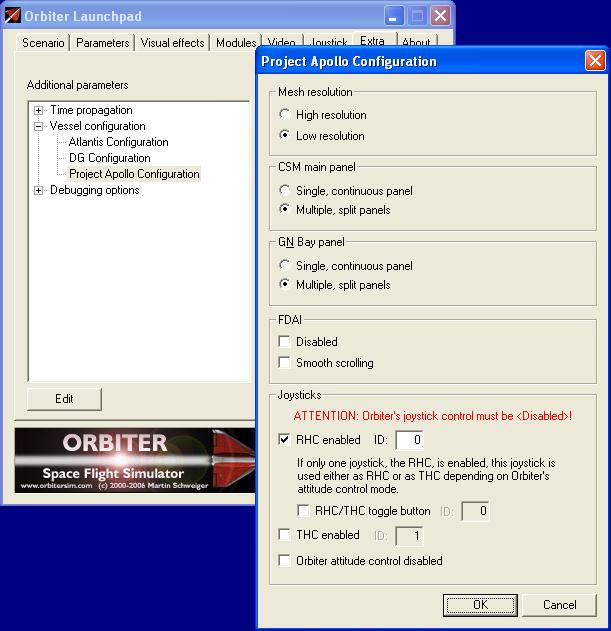 Orbiter Launchpad
Scenario Parameters Visual effects Modules Video Joystick Extra About
Additional parameters
Time propagation
Vessel configuration
Atlantis Configuration
DG Configuration
Project Apollo Configuration
Debugging options
Edit
ORBITER
Space Flight Simulator
www.orbitersim.com (c) 2000-2006 Martin Schweiger
Project Apollo Configuration
Mesh resolution
High resolution
Low resolution
CSM main panel
Single, continuous panel
Multiple, split panels
GN Bay panel
Single, continuous panel
Multiple, split panels
FDAI
Disabled
Smooth scrolling
Joysticks
ATTENTION: Orbiter's joystick control must be <Disabled>!
RHC enabled ID: 0
If only one joystick, the RHC, is enabled, this joystick is
used either as RHC or as THC depending on Orbiter's
attitude control mode.
RHC/THC toggle button ID: 0
THC enabled ID: 1
Orbiter attitude control disabled
OK Cancel